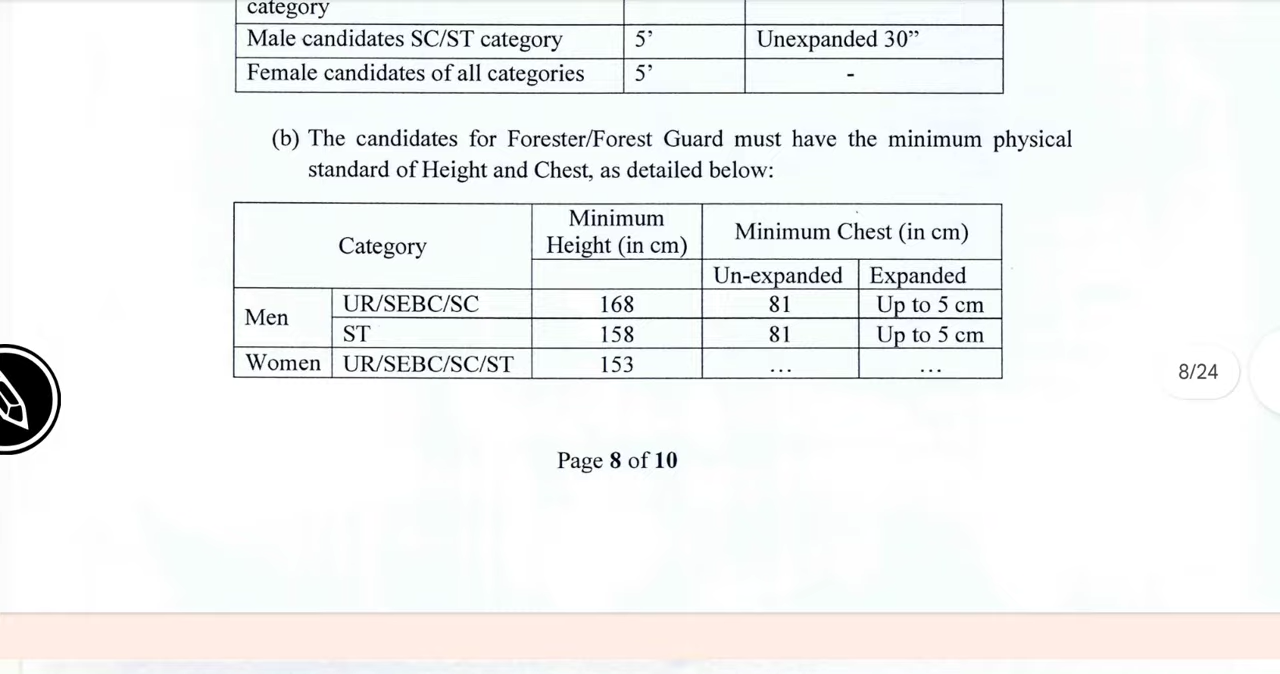 category
Male candidates SC/ST category 5’ Unexpanded 30”
Female candidates of all categories 5’ -
(b) The candidates for Forester/Forest Guard must have the minimum physical
standard of Height and Chest, as detailed below:
Category Minimum Height (in cm) Minimum Chest (in cm)
Un-expanded Expanded
Men UR/SEBC/SC 168 81 Up to 5 cm
ST 158 81 Up to 5 cm
Women UR/SEBC/SC/ST 153 ... ...
8/24
Page 8 of 10